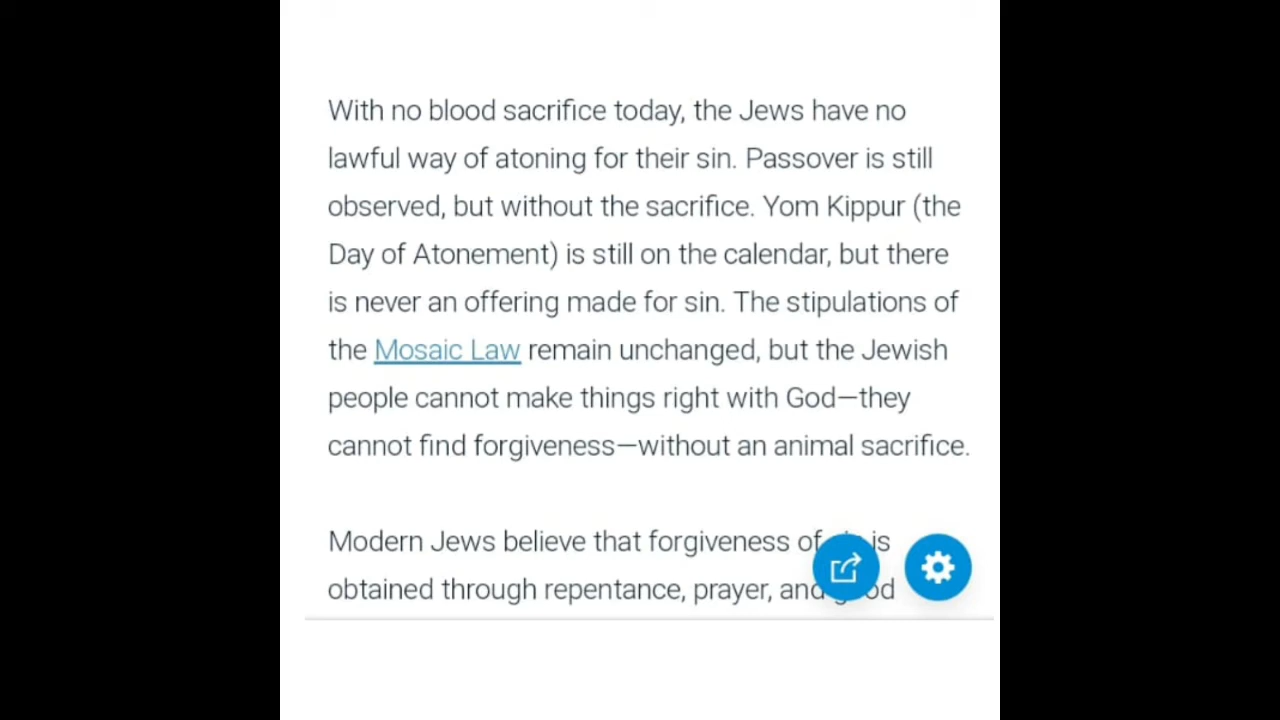 With no blood sacrifice today, the Jews have no
lawful way of atoning for their sin. Passover is still
observed, but without the sacrifice. Yom Kippur (the
Day of Atonement) is still on the calendar, but there
is never an offering made for sin. The stipulations of
the Mosaic Law remain unchanged, but the Jewish
people cannot make things right with God—they
cannot find forgiveness—without an animal sacrifice.
Modern Jews believe that forgiveness of is
obtained through repentance, prayer, and